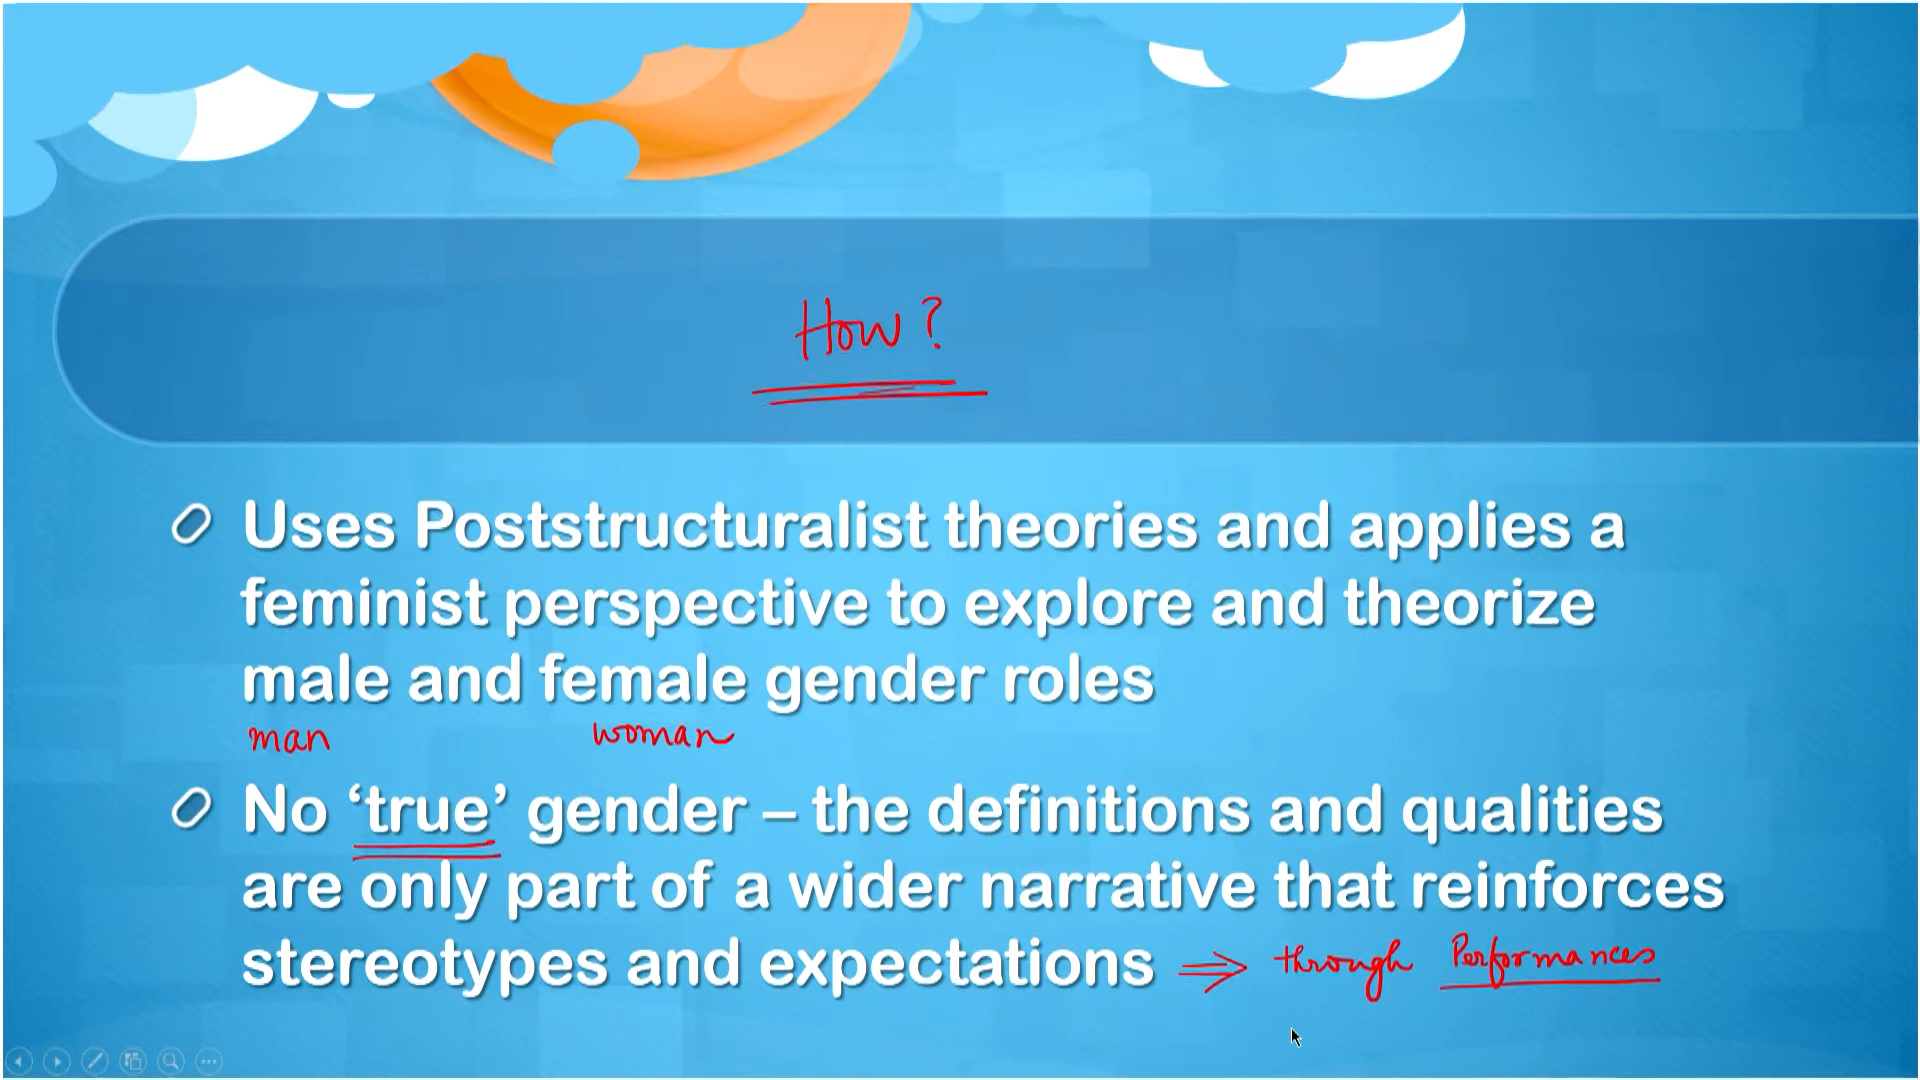 How?
Uses Poststructuralist theories and applies a
feminist perspective to explore and theorize
male and female gender roles
man woman
No ‘true’ gender – the definitions and qualities
are only part of a wider narrative that reinforces
stereotypes and expectations ⇒ through Performances